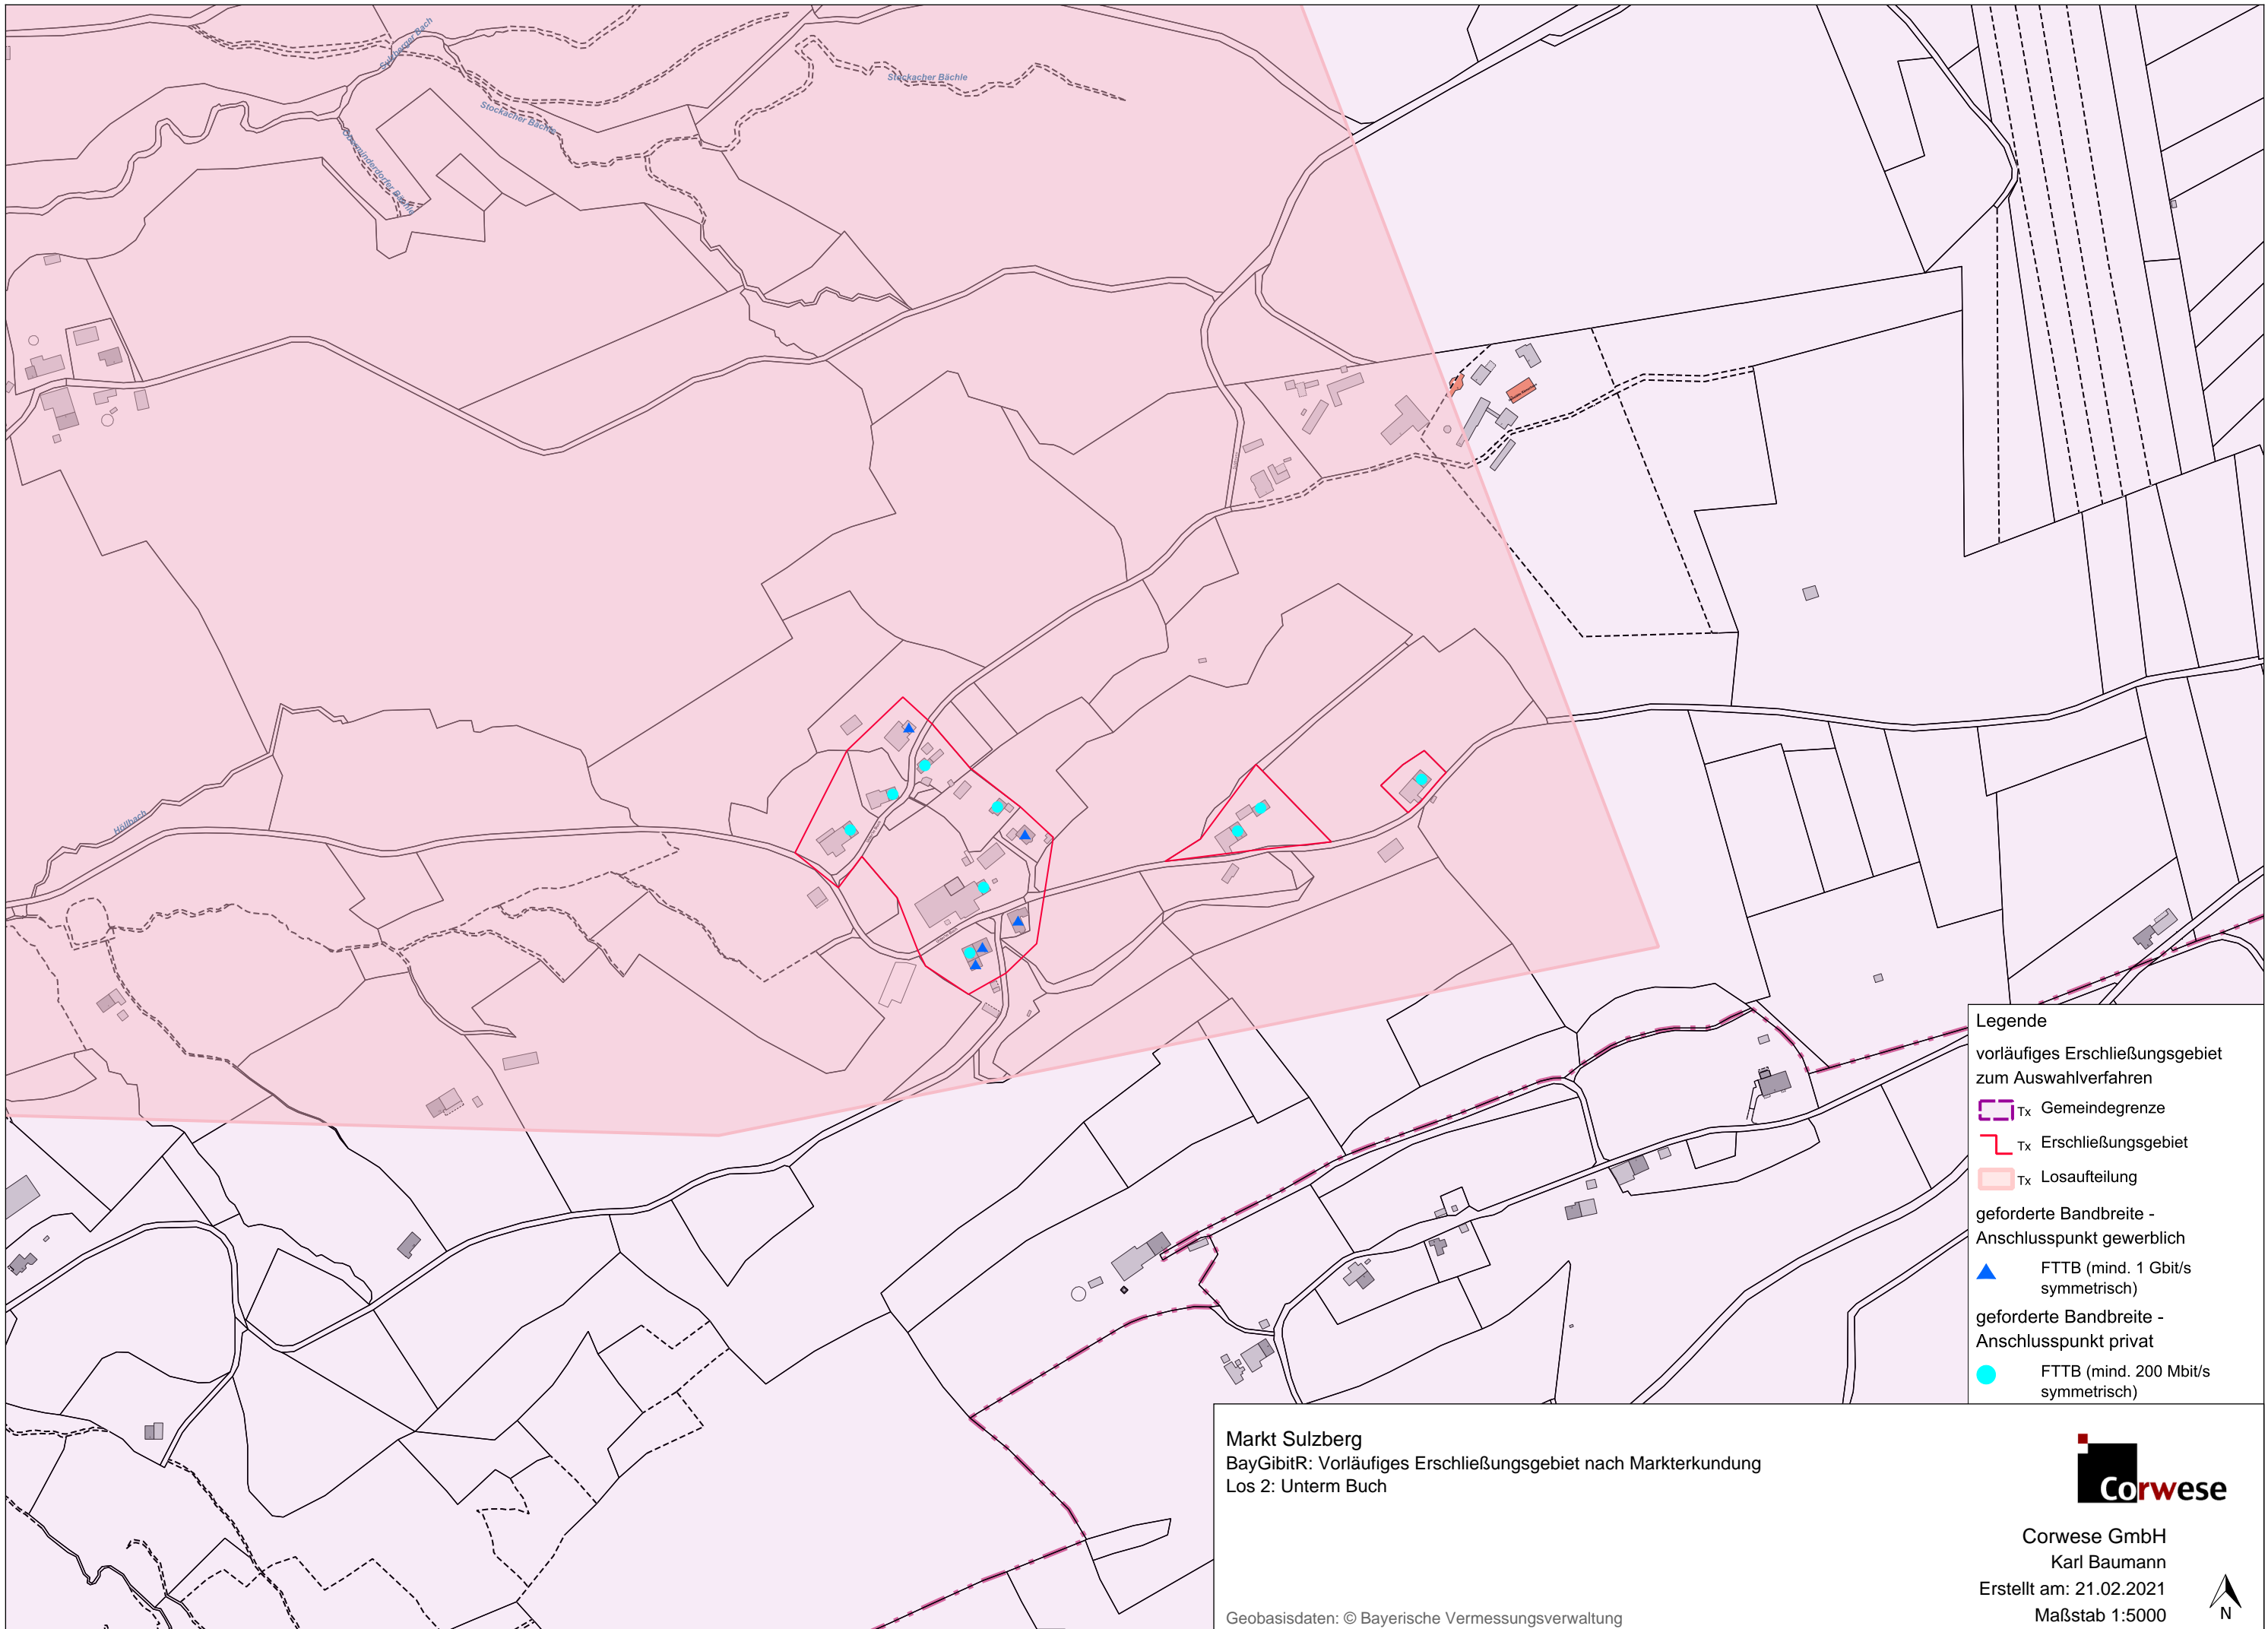 Sulzberger Bach
Stockacher Bächle
Stockacher Bächle
Höllbach
Legende
vorläufiges Erschließungsgebiet
zum Auswahlverfahren
Tx Gemeindegrenze
Tx Erschließungsgebiet
Tx Losaufteilung
geforderte Bandbreite -
Anschlusspunkt gewerblich
FTTB (mind. 1 Gbit/s
symmetrisch)
geforderte Bandbreite -
Anschlusspunkt privat
FTTB (mind. 200 Mbit/s
symmetrisch)
Markt Sulzberg
BayGibitR: Vorläufiges Erschließungsgebiet nach Markterkundung
Los 2: Unterm Buch
Corwese
Corwese GmbH
Karl Baumann
Erstellt am: 21.02.2021
Maßstab 1:5000
N
Geobasisdaten: © Bayerische Vermessungsverwaltung